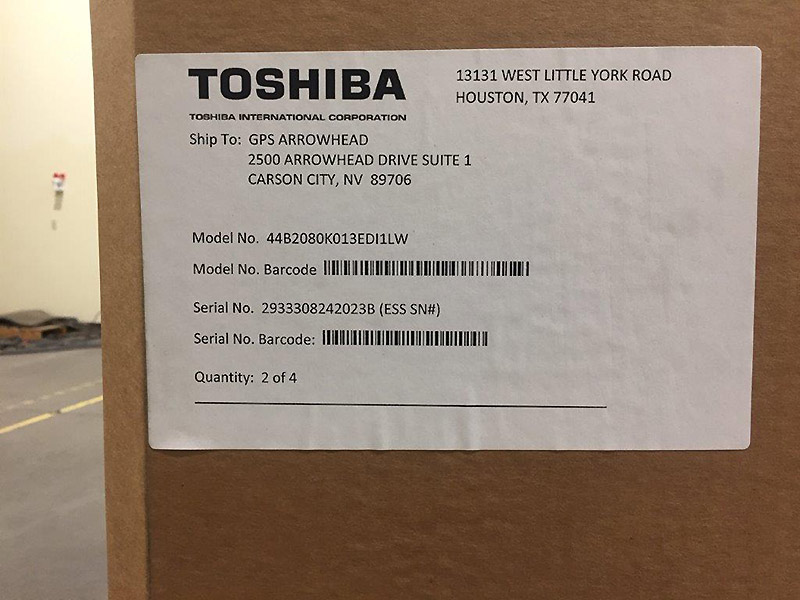 TOSHIBA
TOSHIBA INTERNATIONAL CORPORATION
13131 WEST LITTLE YORK ROAD
HOUSTON, TX 77041
Ship To: GPS ARROWHEAD
2500 ARROWHEAD DRIVE SUITE 1
CARSON CITY, NV 89706
Model No. 44B2080K013EDI1LW
Model No. Barcode
Serial No. 2933308242023B (ESS SN#)
Serial No. Barcode:
Quantity: 2 of 4